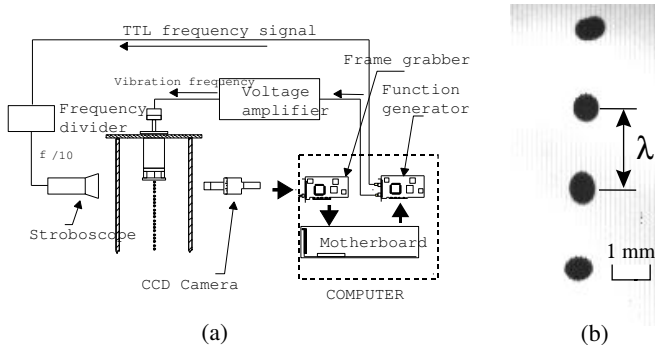 TTL frequency signal
Frame grabber
Vibration frequency
Voltage
amplifier
Function
generator
Frequency
divider
f /10
λ
Stroboscope
Motherboard
1 mm
CCD Camera
COMPUTER
(a)
(b)